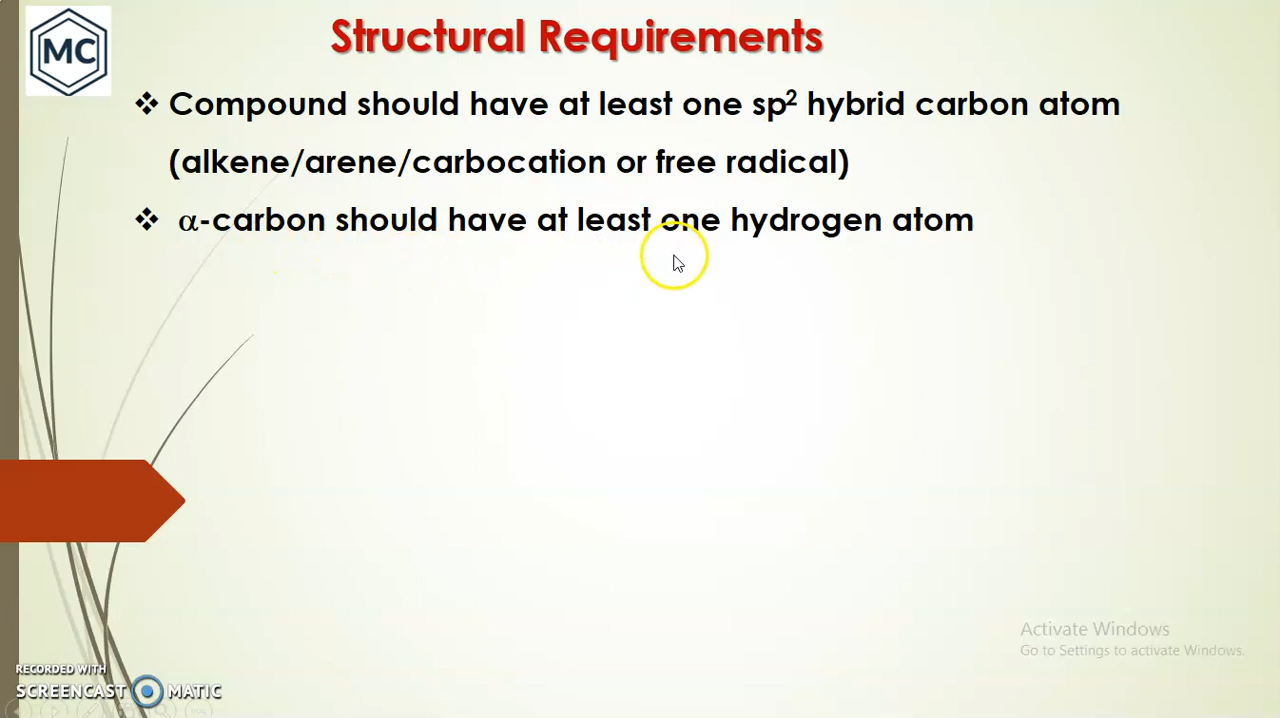 MC
Structural Requirements
❖ Compound should have at least one sp² hybrid carbon atom
(alkene/arene/carbocation or free radical)
❖ α-carbon should have at least one hydrogen atom
Activate Windows
Go to Settings to activate Windows.
RECORDED WITH
SCREENCAST MATIC